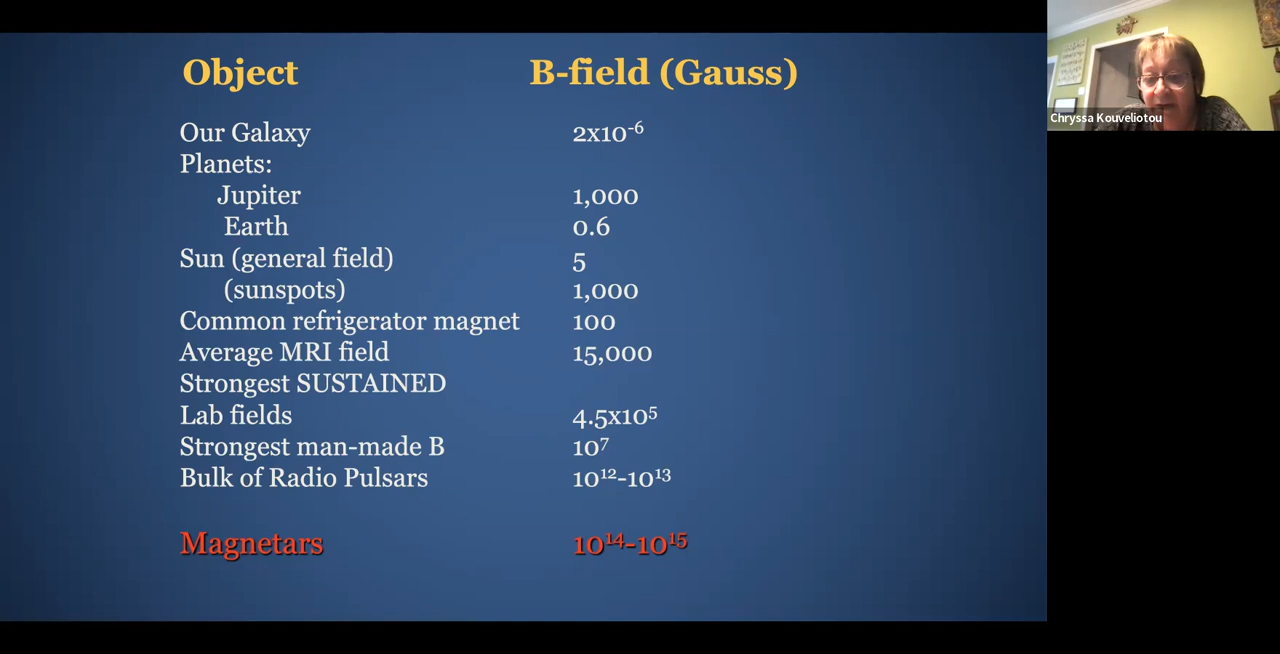 Object B-field (Gauss)
Our Galaxy 2x10⁻⁶
Planets:
Jupiter 1,000
Earth 0.6
Sun (general field) 5
(sunspots) 1,000
Common refrigerator magnet 100
Average MRI field 15,000
Strongest SUSTAINED
Lab fields 4.5x10⁵
Strongest man-made B 10⁷
Bulk of Radio Pulsars 10¹²-10¹³
Magnetars 10¹⁴-10¹⁵
Chryssa Kouveliotou